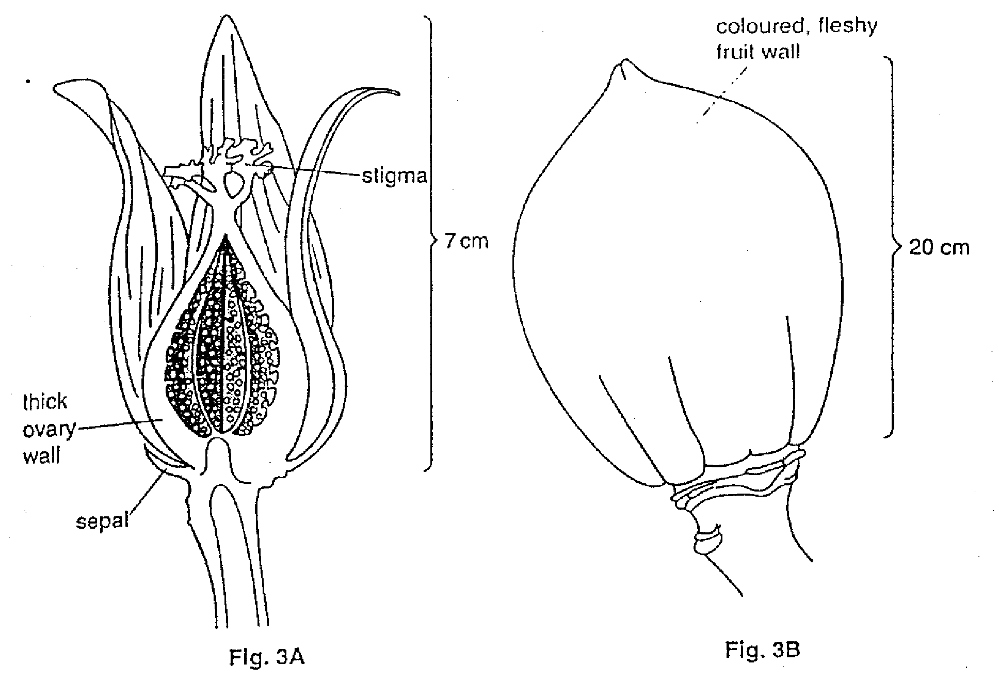 coloured, fleshy
fruit wall
stigma
7 cm
20 cm
thick
ovary
wall
sepal
Fig. 3A
Fig. 3B